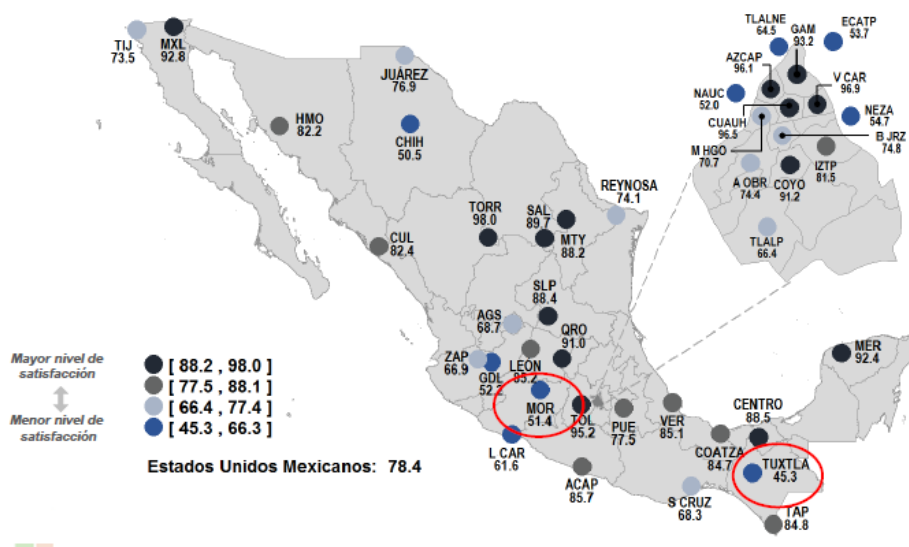 TIJ
73.5
MXL
92.8
JUÁREZ
76.9
HMO
82.2
CHIH
50.5
REYNOSA
74.1
TORR
98.0
SAL
89.7
MTY
88.2
CUL
82.4
SLP
88.4
AGS
68.7
QRO
91.0
ZAP
66.9
GDL
52.2
LEÓN
85.2
MOR
51.4
TOL
95.2
PUE
77.5
VER
85.1
L CAR
61.6
ACAP
85.7
S CRUZ
68.3
COATZA
84.7
CENTRO
88.5
MER
92.4
TUXTLA
45.3
TAP
84.8
TLALNE
64.5
GAM
93.2
ECATP
53.7
AZCAP
96.1
V CAR
96.9
NAUC
52.0
NEZA
54.7
CUAUH
96.5
M HGO
70.7
B JRZ
74.8
IZTP
81.5
A OBR
74.4
COYO
91.2
TLALP
66.4
Mayor nivel de
satisfacción
Menor nivel de
satisfacción
[ 88.2 , 98.0 ]
[ 77.5 , 88.1 ]
[ 66.4 , 77.4 ]
[ 45.3 , 66.3 ]
Estados Unidos Mexicanos: 78.4